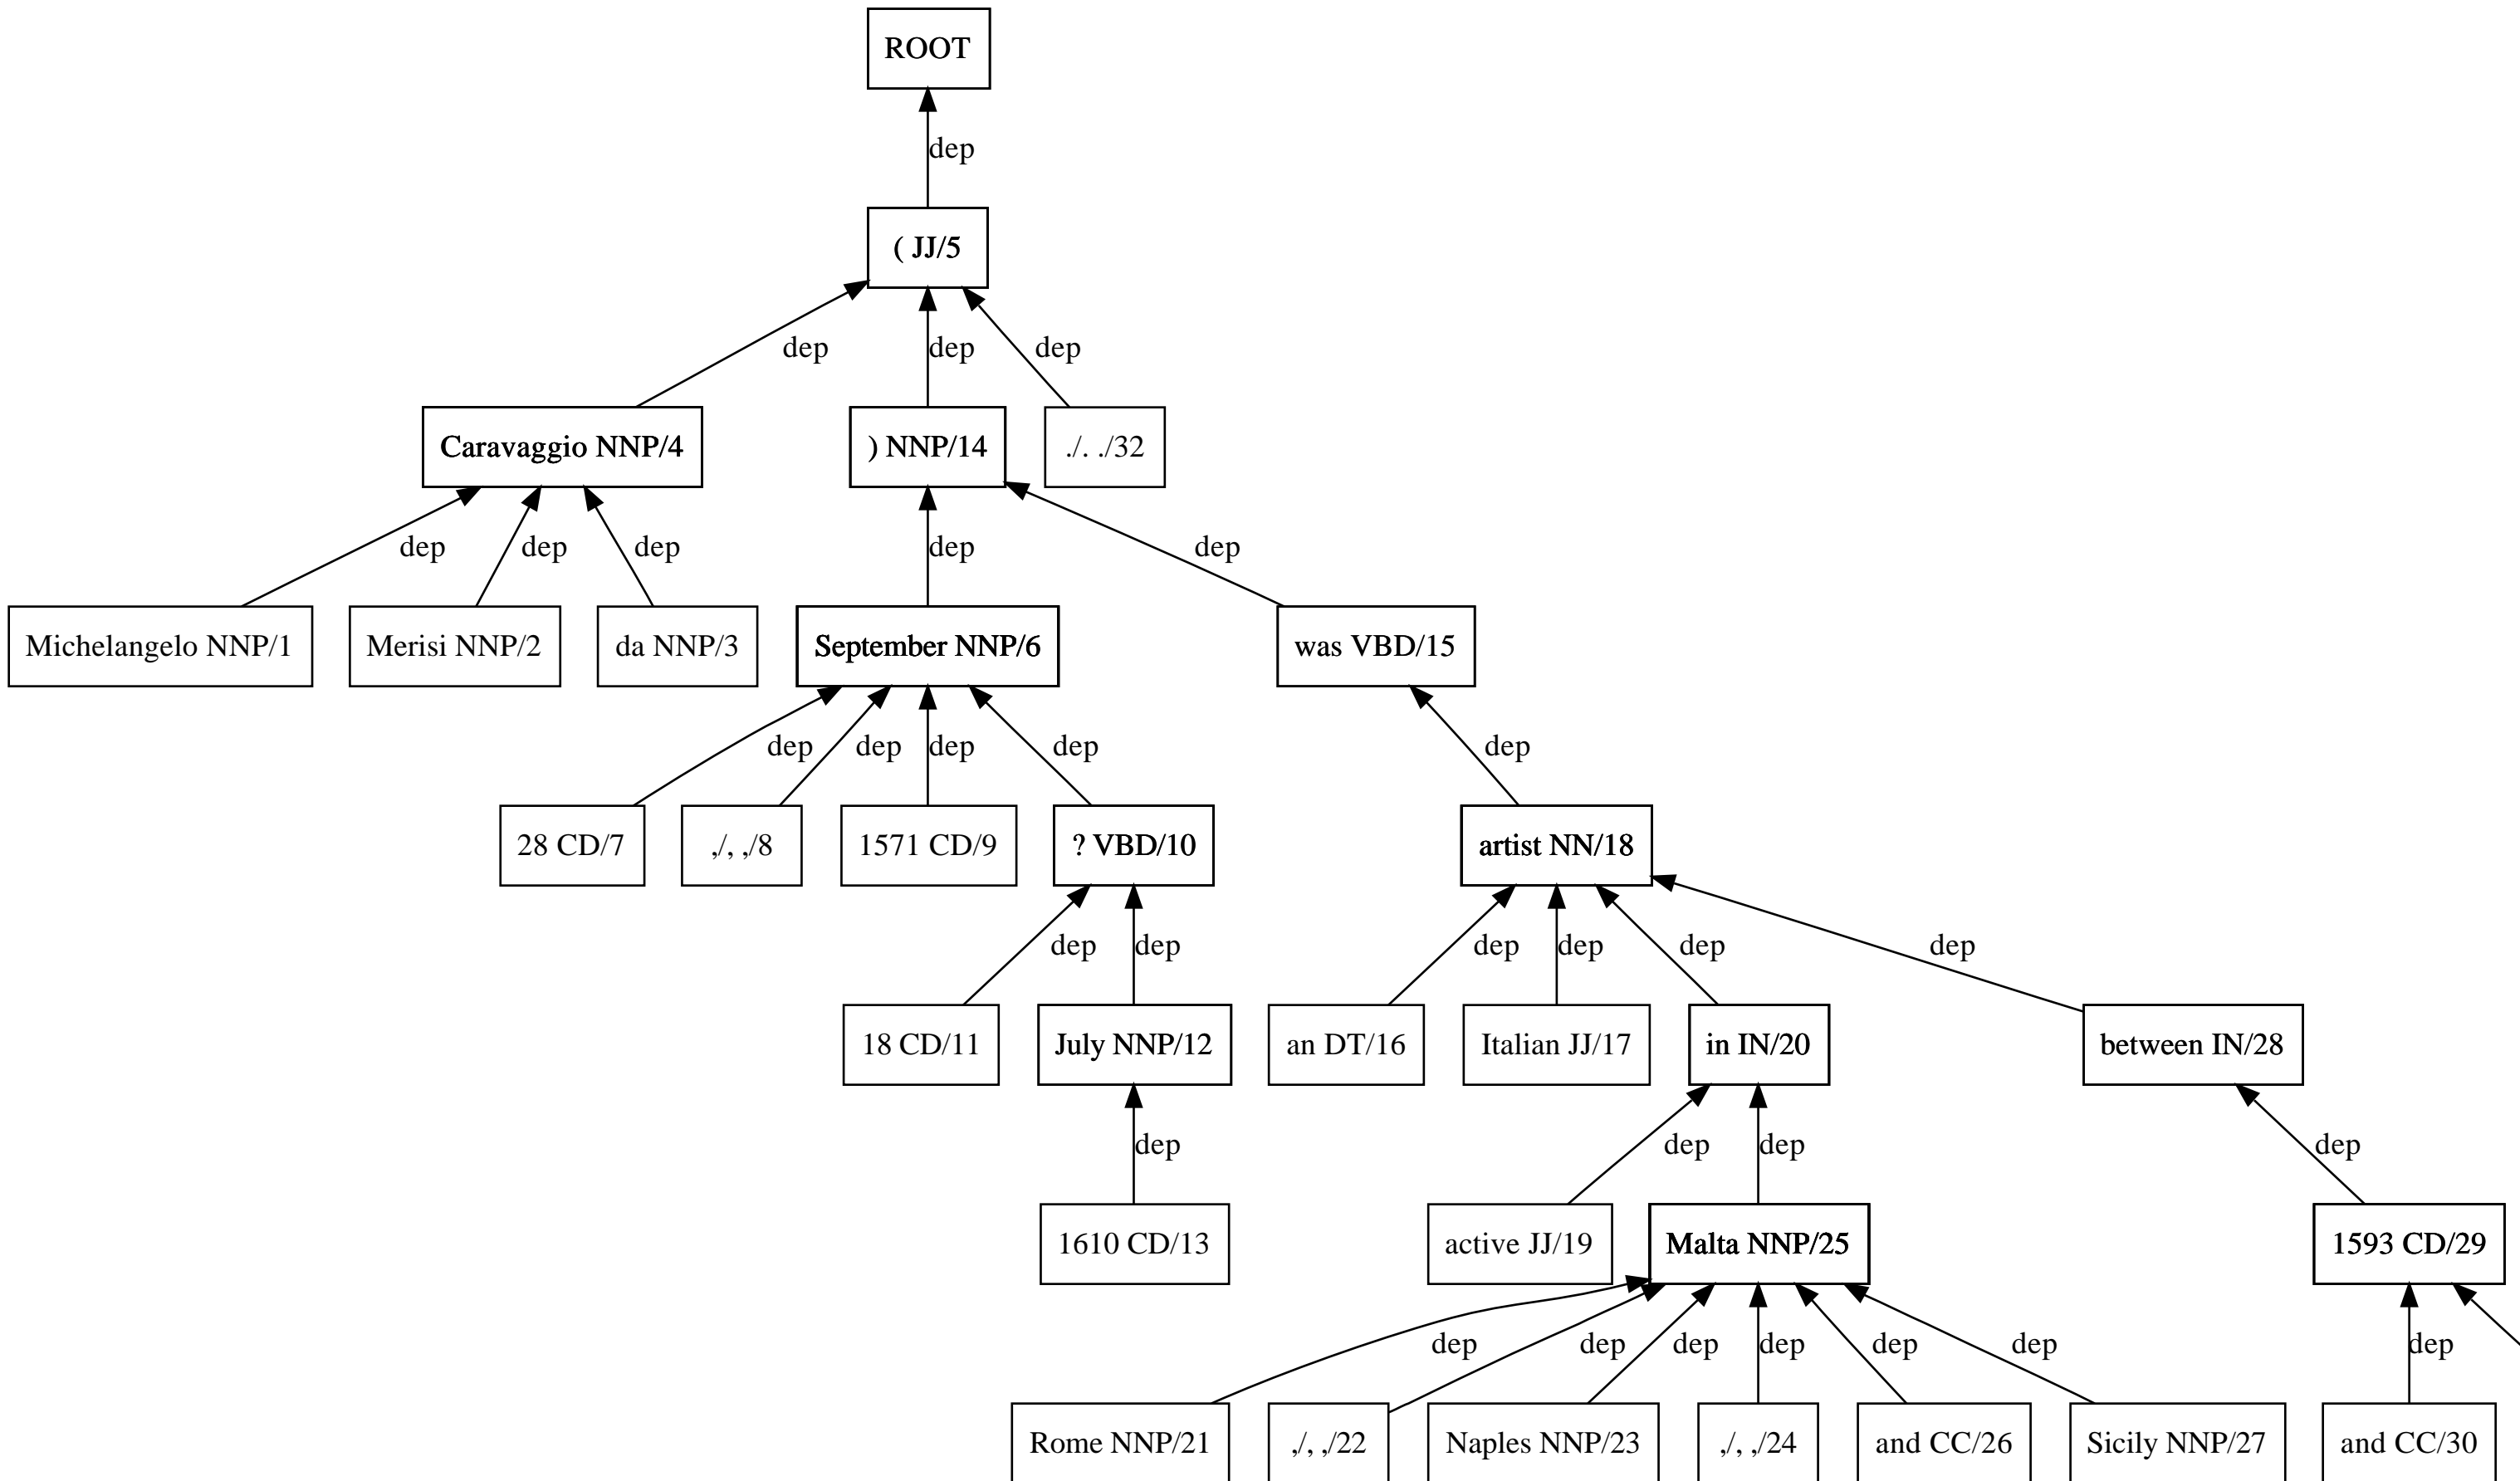 ROOT
dep
( JJ/5
dep dep dep
Caravaggio NNP/4 ) NNP/14 ./. ./32
dep dep dep dep dep
Michelangelo NNP/1 Merisi NNP/2 da NNP/3 September NNP/6 was VBD/15
dep dep dep dep dep
28 CD/7 ,/, ,/8 1571 CD/9 ? VBD/10 artist NN/18
dep dep dep dep dep dep
18 CD/11 July NNP/12 an DT/16 Italian JJ/17 in IN/20 between IN/28
dep dep dep dep
1610 CD/13 active JJ/19 Malta NNP/25 1593 CD/29
dep dep dep dep dep dep dep
Rome NNP/21 ,/, ,/22 Naples NNP/23 ,/, ,/24 and CC/26 Sicily NNP/27 and CC/30